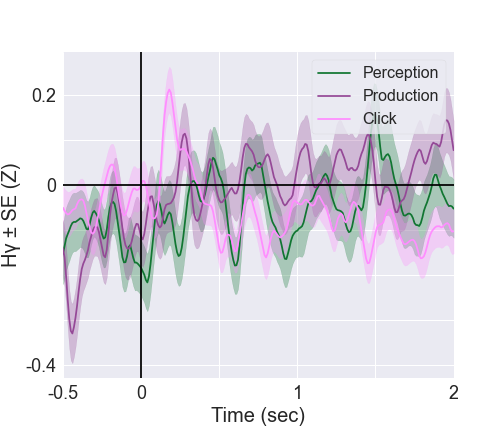 Perception
Production
Click
0.2
0
-0.4
Hγ ± SE (Z)
-0.5
0
1
2
Time (sec)